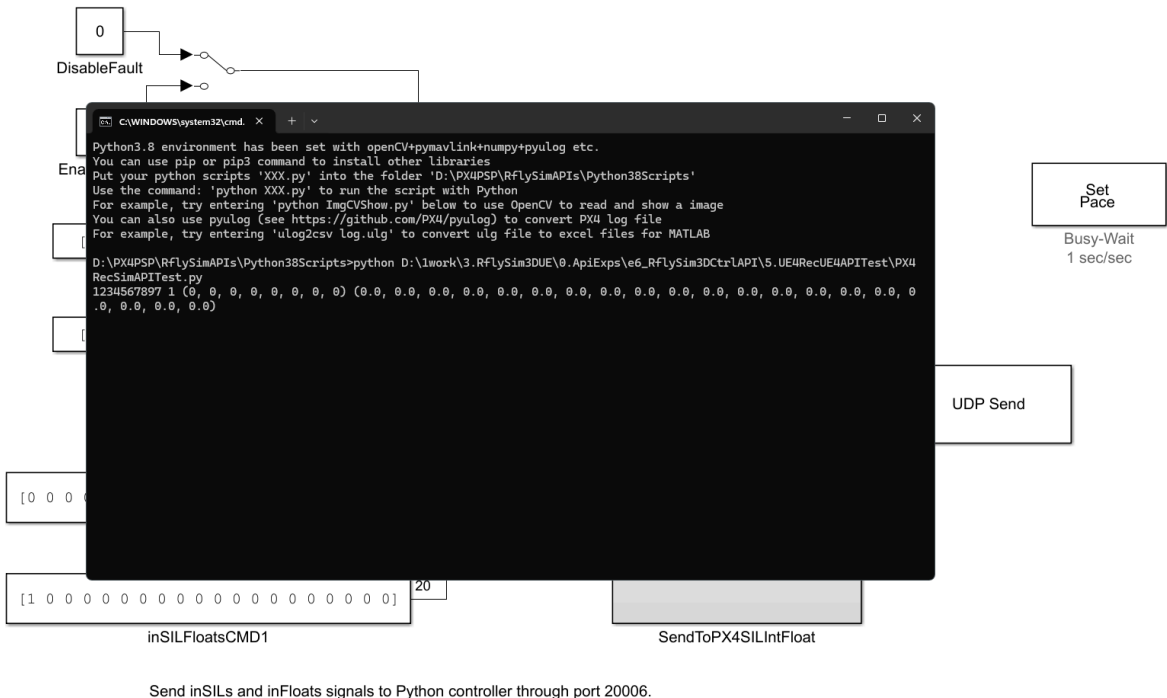 0
DisableFault
C:\WINDOWS\system32\cmd.
Python3.8 environment has been set with openCV+pymavlink+numpy+pyulog etc.
You can use pip or pip3 command to install other libraries
Put your python scripts 'XXX.py' into the folder 'D:\PX4PSP\RflySimAPIs\Python38Scripts'
Use the command: 'python XXX.py' to run the script with Python
For example, try entering 'python ImgCVShow.py' below to use OpenCV to read and show a image
You can also use pyulog (see https://github.com/PX4/pyulog) to convert PX4 log file
For example, try entering 'ulog2csv log.ulg' to convert ulg file to excel files for MATLAB
D:\PX4PSP\RflySimAPIs\Python38Scripts>python D:\1work\3.RflySim3DUE\0.ApiExps\e6_RflySim3DCtrlAPI\5.UE4RecUE4APITest\PX4
RecSimAPITest.py
1234567897 1 (0, 0, 0, 0, 0, 0, 0, 0) (0.0, 0.0, 0.0, 0.0, 0.0, 0.0, 0.0, 0.0, 0.0, 0.0, 0.0, 0.0, 0.0, 0.0, 0.0, 0.0, 0
.0, 0.0, 0.0, 0.0)
Ena
Set
Pace
Busy-Wait
1 sec/sec
[
[
UDP Send
[0 0 0
20
[1 0 0 0 0 0 0 0 0 0 0 0 0 0 0 0 0 0 0 0]
inSILFloatsCMD1
SendToPX4SILIntFloat
Send inSILs and inFloats signals to Python controller through port 20006.